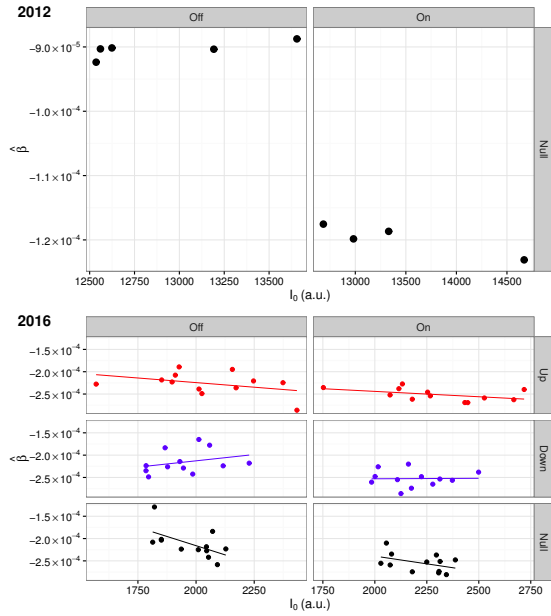 2012
Off
On
−9.0×10⁻⁵
−1.0×10⁻⁴
−1.1×10⁻⁴
−1.2×10⁻⁴
β̂
Null
12500 12750 13000 13250 13500
13000 13500 14000 14500
I₀ (a.u.)
2016
Off
On
−1.5×10⁻⁴
−2.0×10⁻⁴
−2.5×10⁻⁴
Up
−1.5×10⁻⁴
−2.0×10⁻⁴
−2.5×10⁻⁴
β̂
Down
−1.5×10⁻⁴
−2.0×10⁻⁴
−2.5×10⁻⁴
Null
1750 2000 2250
1750 2000 2250 2500 2750
I₀ (a.u.)